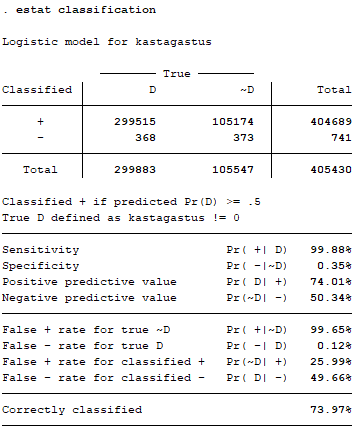 . estat classification
Logistic model for kastagastus
True
Classified D ~D Total
+ 299515 105174 404689
- 368 373 741
Total 299883 105547 405430
Classified + if predicted Pr(D) >= .5
True D defined as kastagastus != 0
Sensitivity Pr( +| D) 99.88%
Specificity Pr( -|~D) 0.35%
Positive predictive value Pr( D| +) 74.01%
Negative predictive value Pr(~D| -) 50.34%
False + rate for true ~D Pr( +|~D) 99.65%
False - rate for true D Pr( -| D) 0.12%
False + rate for classified + Pr(~D| +) 25.99%
False - rate for classified - Pr( D| -) 49.66%
Correctly classified 73.97%